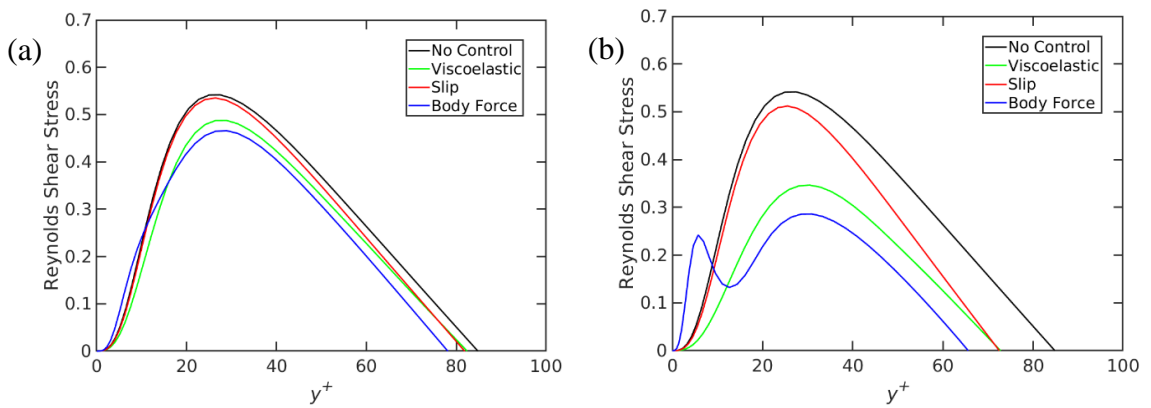 (a)
Reynolds Shear Stress
0.7
0.6
0.5
0.4
0.3
0.2
0.1
0
0 20 40 60 80 100
y+
No Control
Viscoelastic
Slip
Body Force
(b)
Reynolds Shear Stress
0.7
0.6
0.5
0.4
0.3
0.2
0.1
0
0 20 40 60 80 100
y+
No Control
Viscoelastic
Slip
Body Force